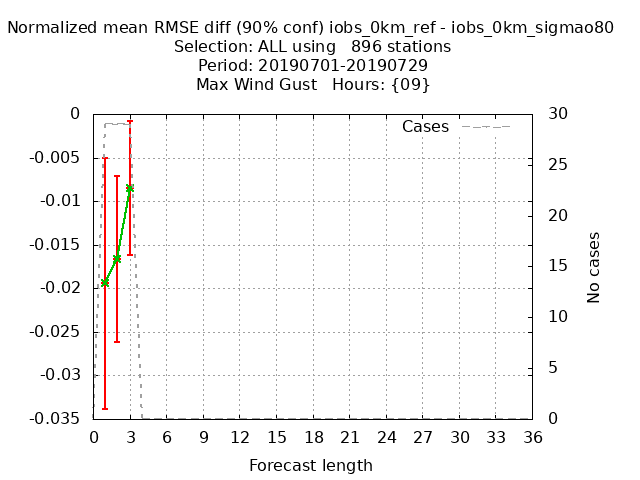 Normalized mean RMSE diff (90% conf) iobs_0km_ref - iobs_0km_sigmao80
Selection: ALL using   896 stations
Period: 20190701-20190729
Max Wind Gust   Hours: {09}
Cases
0
-0.005
-0.01
-0.015
-0.02
-0.025
-0.03
-0.035
30
25
20
15
10
5
0
No cases
0 3 6 9 12 15 18 21 24 27 30 33 36
Forecast length